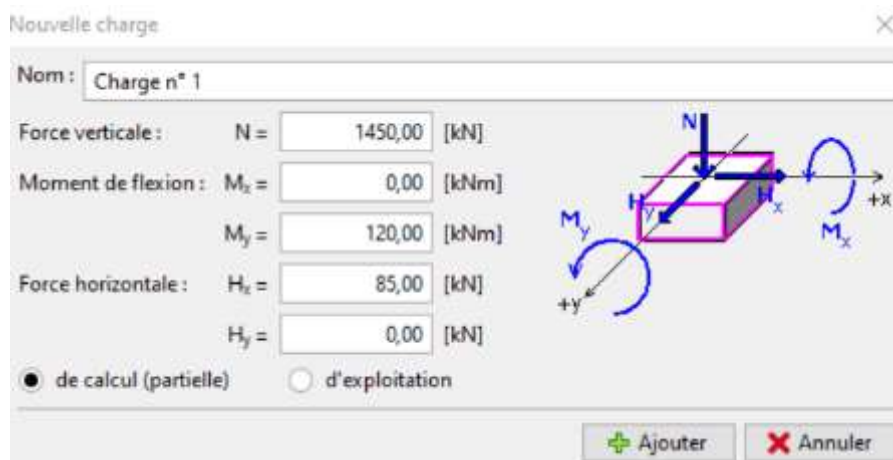 Nouvelle charge
Nom : Charge n° 1
Force verticale : N = 1450,00 [kN]
Moment de flexion : Mx = 0,00 [kNm]
My = 120,00 [kNm]
Force horizontale : Hx = 85,00 [kN]
Hy = 0,00 [kN]
de calcul (partielle) d'exploitation
N
Hy Hx +x
My Mx
+y
Ajouter Annuler